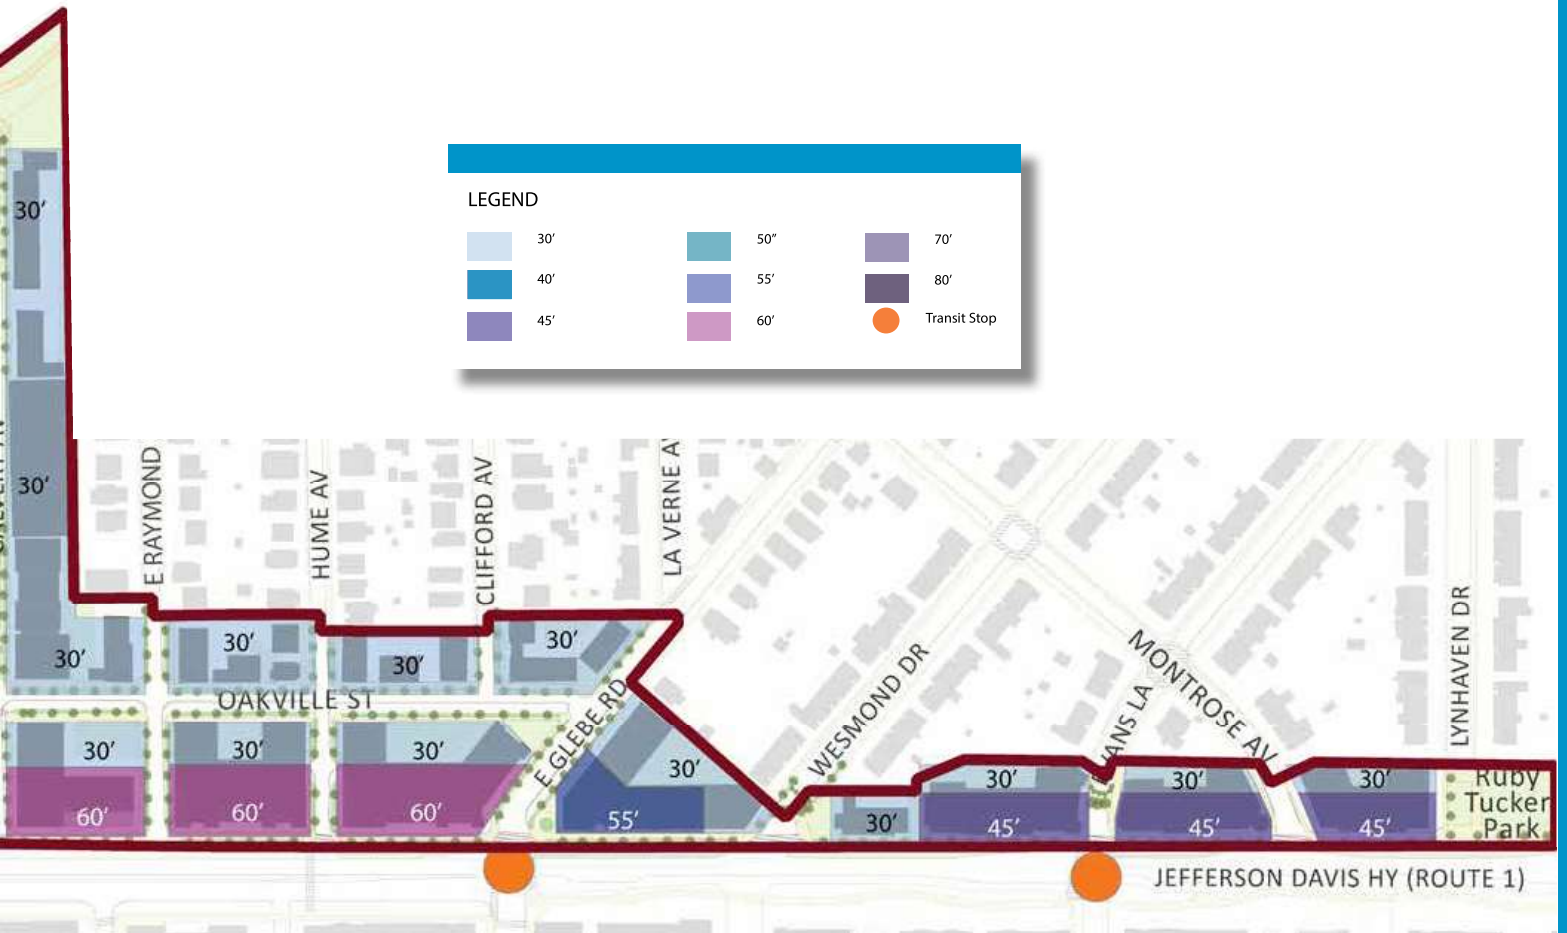 LEGEND
30′
50″
70′
40′
55′
80′
45′
60′
Transit Stop
30′
30′
30′
E RAYMOND
HUME AV
CLIFFORD AV
LA VERNE A
30′
30′
30′
OAKVILLE ST
30′
30′
30′
60′
60′
60′
E GLEBE RD
30′
55′
WESMOND DR
MONTROSE AV
LYNHAVEN DR
30′
30′
45′
30′
45′
30′
45′
Ruby
Tucker
Park
JEFFERSON DAVIS HY (ROUTE 1)